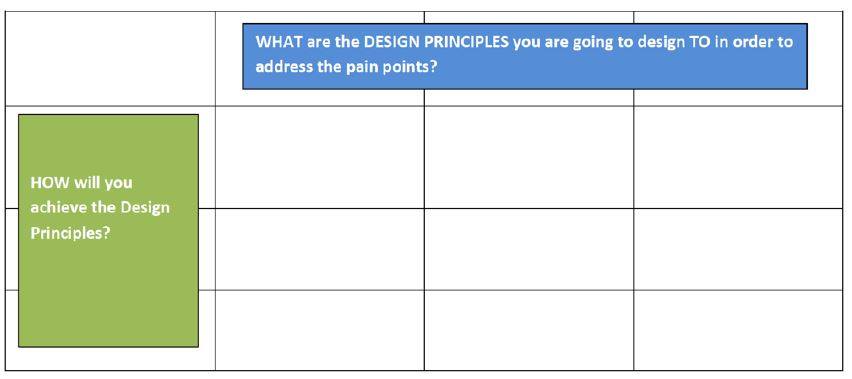 WHAT are the DESIGN PRINCIPLES you are going to design TO in order to
address the pain points?
HOW will you
achieve the Design
Principles?